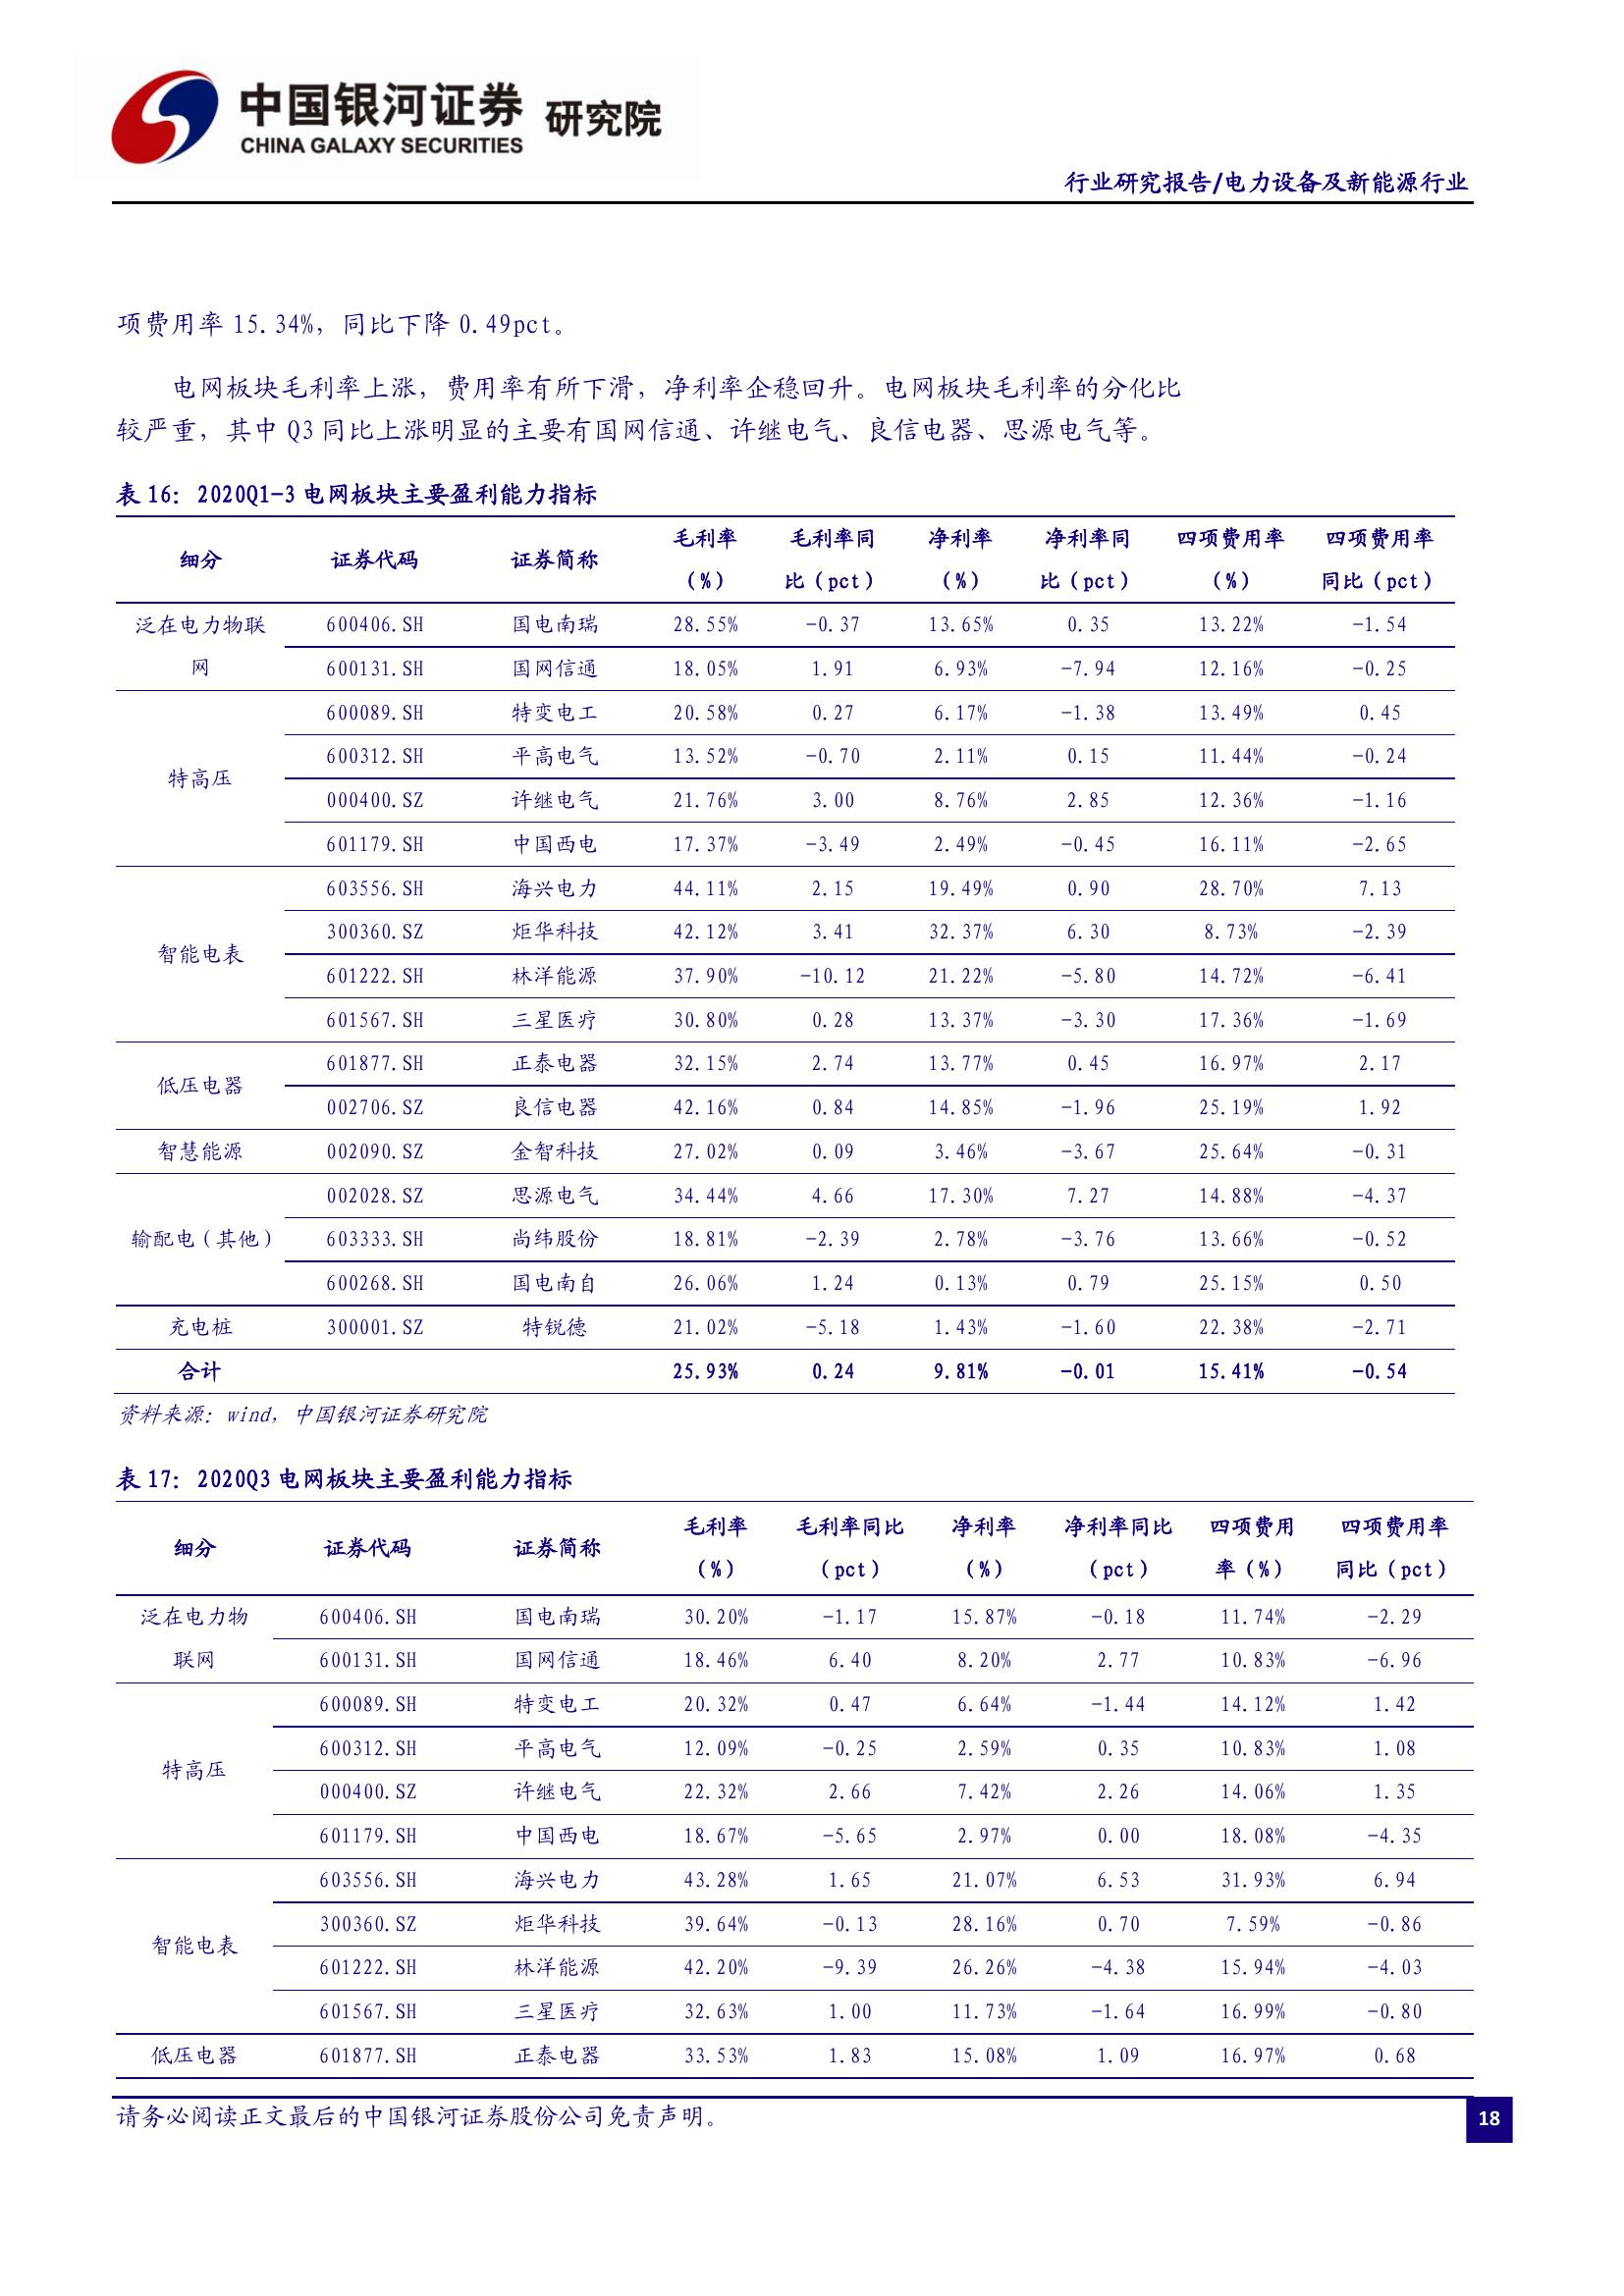 中国银河证券 研究院
CHINA GALAXY SECURITIES
行业研究报告/电力设备及新能源行业
项费用率 15.34%，同比下降 0.49pct。
电网板块毛利率上涨，费用率有所下滑，净利率企稳回升。电网板块毛利率的分化比
较严重，其中 Q3 同比上涨明显的主要有国网信通、许继电气、良信电器、思源电气等。
表 16：2020Q1-3 电网板块主要盈利能力指标
细分 证券代码 证券简称 毛利率（%） 毛利率同比（pct） 净利率（%） 净利率同比（pct） 四项费用率（%） 四项费用率同比（pct）
泛在电力物联网 600406.SH 国电南瑞 28.55% -0.37 13.65% 0.35 13.22% -1.54
600131.SH 国网信通 18.05% 1.91 6.93% -7.94 12.16% -0.25
特高压 600089.SH 特变电工 20.58% 0.27 6.17% -1.38 13.49% 0.45
600312.SH 平高电气 13.52% -0.70 2.11% 0.15 11.44% -0.24
000400.SZ 许继电气 21.76% 3.00 8.76% 2.85 12.36% -1.16
601179.SH 中国西电 17.37% -3.49 2.49% -0.45 16.11% -2.65
智能电表 603556.SH 海兴电力 44.11% 2.15 19.49% 0.90 28.70% 7.13
300360.SZ 炬华科技 42.12% 3.41 32.37% 6.30 8.73% -2.39
601222.SH 林洋能源 37.90% -10.12 21.22% -5.80 14.72% -6.41
601567.SH 三星医疗 30.80% 0.28 13.37% -3.30 17.36% -1.69
低压电器 601877.SH 正泰电器 32.15% 2.74 13.77% 0.45 16.97% 2.17
002706.SZ 良信电器 42.16% 0.84 14.85% -1.96 25.19% 1.92
智慧能源 002090.SZ 金智科技 27.02% 0.09 3.46% -3.67 25.64% -0.31
输配电（其他） 002028.SZ 思源电气 34.44% 4.66 17.30% 7.27 14.88% -4.37
603333.SH 尚纬股份 18.81% -2.39 2.78% -3.76 13.66% -0.52
600268.SH 国电南自 26.06% 1.24 0.13% 0.79 25.15% 0.50
充电桩 300001.SZ 特锐德 21.02% -5.18 1.43% -1.60 22.38% -2.71
合计 25.93% 0.24 9.81% -0.01 15.41% -0.54
资料来源：wind，中国银河证券研究院
表 17：2020Q3 电网板块主要盈利能力指标
细分 证券代码 证券简称 毛利率（%） 毛利率同比（pct） 净利率（%） 净利率同比（pct） 四项费用率（%） 四项费用率同比（pct）
泛在电力物联网 600406.SH 国电南瑞 30.20% -1.17 15.87% -0.18 11.74% -2.29
600131.SH 国网信通 18.46% 6.40 8.20% 2.77 10.83% -6.96
特高压 600089.SH 特变电工 20.32% 0.47 6.64% -1.44 14.12% 1.42
600312.SH 平高电气 12.09% -0.25 2.59% 0.35 10.83% 1.08
000400.SZ 许继电气 22.32% 2.66 7.42% 2.26 14.06% 1.35
601179.SH 中国西电 18.67% -5.65 2.97% 0.00 18.08% -4.35
智能电表 603556.SH 海兴电力 43.28% 1.65 21.07% 6.53 31.93% 6.94
300360.SZ 炬华科技 39.64% -0.13 28.16% 0.70 7.59% -0.86
601222.SH 林洋能源 42.20% -9.39 26.26% -4.38 15.94% -4.03
601567.SH 三星医疗 32.63% 1.00 11.73% -1.64 16.99% -0.80
低压电器 601877.SH 正泰电器 33.53% 1.83 15.08% 1.09 16.97% 0.68
请务必阅读正文最后的中国银河证券股份公司免责声明。
18